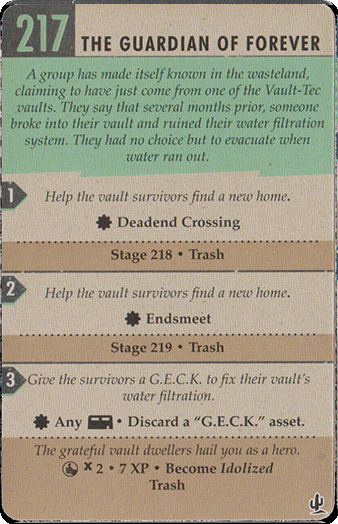 217 THE GUARDIAN OF FOREVER
A group has made itself known in the wasteland,
claiming to have just come from one of the Vault-Tec
vaults. They say that several months prior, someone
broke into their vault and ruined their water filtration
system. They had no choice but to evacuate when
water ran out.
1
Help the vault survivors find a new home.
Deadend Crossing
Stage 218 • Trash
2
Help the vault survivors find a new home.
Endsmeet
Stage 219 • Trash
3
Give the survivors a G.E.C.K. to fix their vault's
water filtration.
Any • Discard a “G.E.C.K.” asset.
The grateful vault dwellers hail you as a hero.
x 2 • 7 XP • Become Idolized
Trash